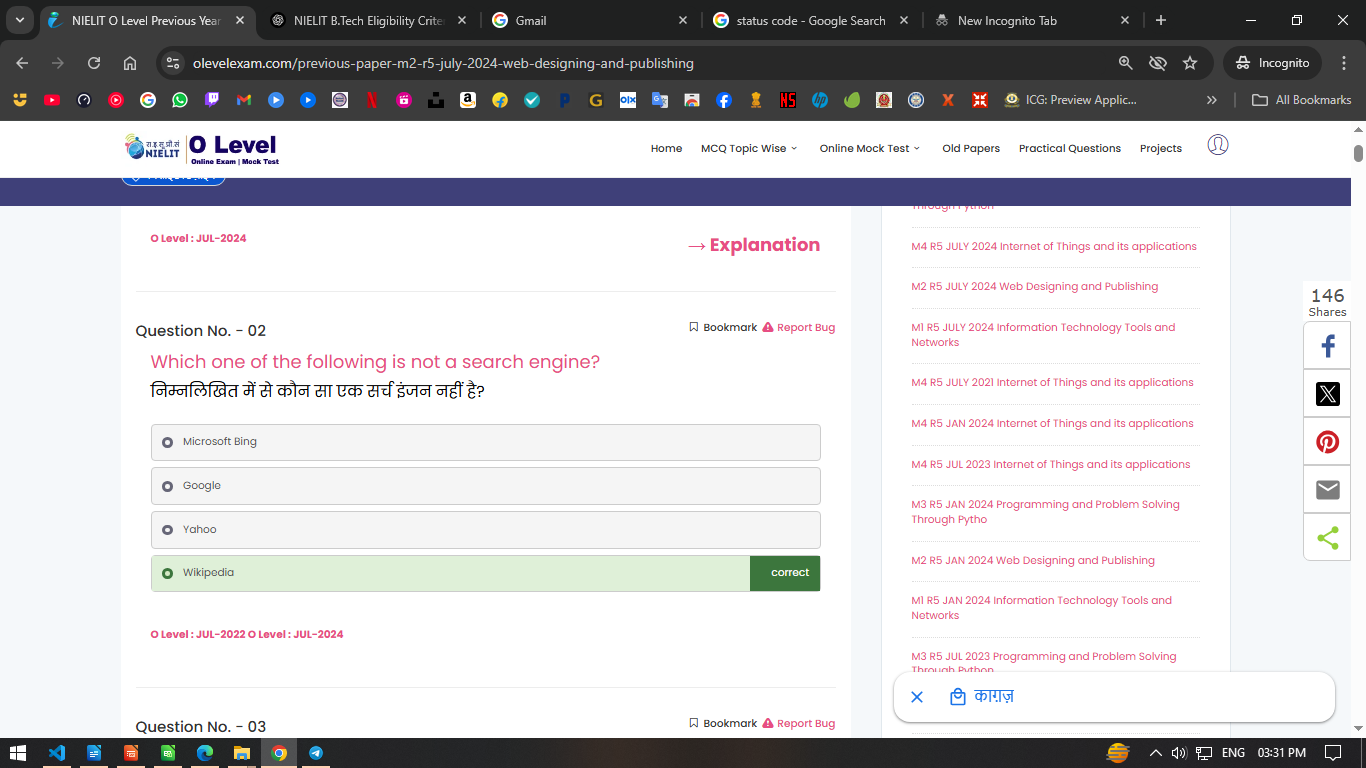 NIELIT O Level Previous Year
NIELIT B.Tech Eligibility Crite
Gmail
status code - Google Search
New Incognito Tab
olevelexam.com/previous-paper-m2-r5-july-2024-web-designing-and-publishing
Incognito
ICG: Preview Applic...
All Bookmarks
रा.इ.सू.प्रौ.सं
NIELIT
O Level
Online Exam | Mock Test
Home
MCQ Topic Wise
Online Mock Test
Old Papers
Practical Questions
Projects
O Level : JUL-2024
→ Explanation
Question No. - 02
Bookmark
Report Bug
Which one of the following is not a search engine?
निम्नलिखित में से कौन सा एक सर्च इंजन नहीं है?
Microsoft Bing
Google
Yahoo
Wikipedia
correct
O Level : JUL-2022 O Level : JUL-2024
Question No. - 03
Bookmark
Report Bug
Through Python
M4 R5 JULY 2024 Internet of Things and its applications
M2 R5 JULY 2024 Web Designing and Publishing
M1 R5 JULY 2024 Information Technology Tools and
Networks
M4 R5 JULY 2021 Internet of Things and its applications
M4 R5 JAN 2024 Internet of Things and its applications
M4 R5 JUL 2023 Internet of Things and its applications
M3 R5 JAN 2024 Programming and Problem Solving
Through Pytho
M2 R5 JAN 2024 Web Designing and Publishing
M1 R5 JAN 2024 Information Technology Tools and
Networks
M3 R5 JUL 2023 Programming and Problem Solving
Through Python
146
Shares
काग़ज़
ENG
03:31 PM